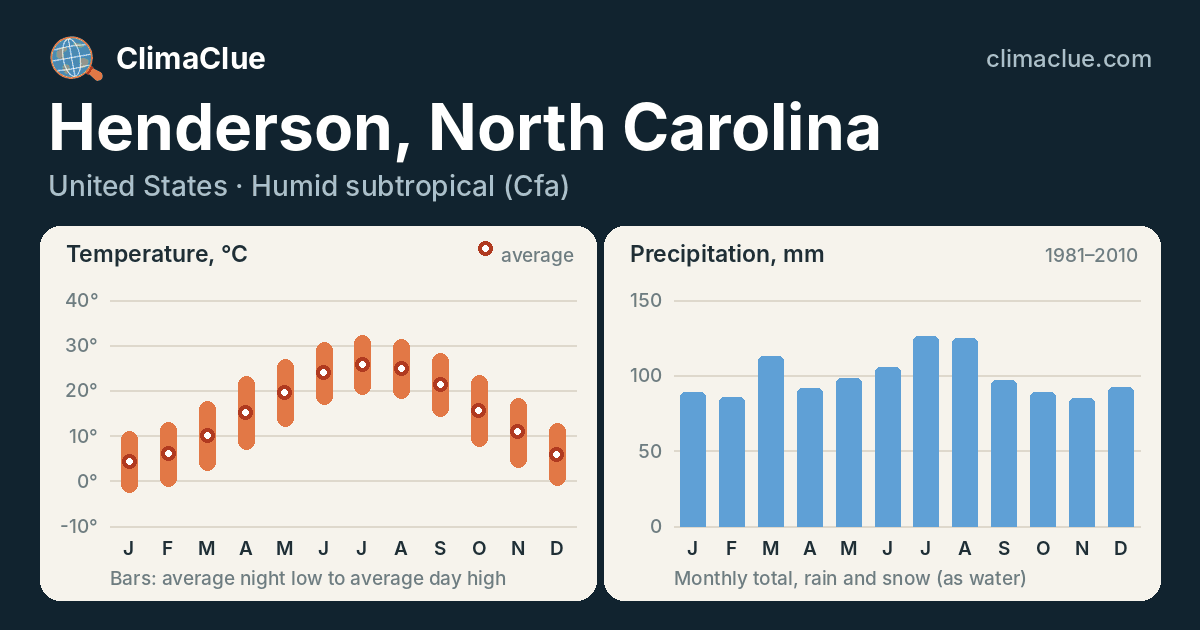 ClimaClue
climaclue.com
Henderson, North Carolina
United States · Humid subtropical (Cfa)
Temperature, °C
average
40°
30°
20°
10°
0°
-10°
J F M A M J J A S O N D
Bars: average night low to average day high
Precipitation, mm
1981–2010
150
100
50
0
J F M A M J J A S O N D
Monthly total, rain and snow (as water)